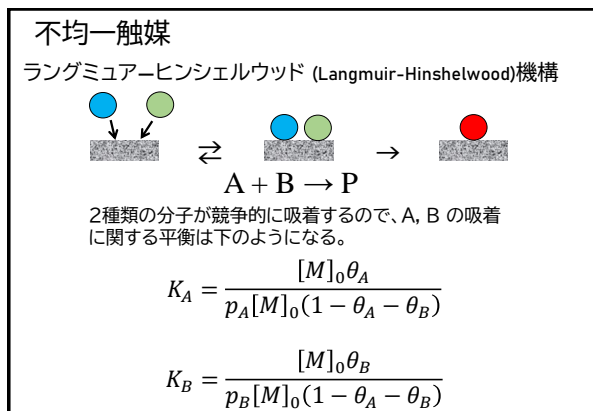 不均一触媒
ラングミュアーヒンシェルウッド (Langmuir-Hinshelwood)機構
⇄ →
A + B → P
2種類の分子が競争的に吸着するので、A, B の吸着
に関する平衡は下のようになる。
K_A = [M]_0θ_A / p_A[M]_0(1 − θ_A − θ_B)
K_B = [M]_0θ_B / p_B[M]_0(1 − θ_A − θ_B)